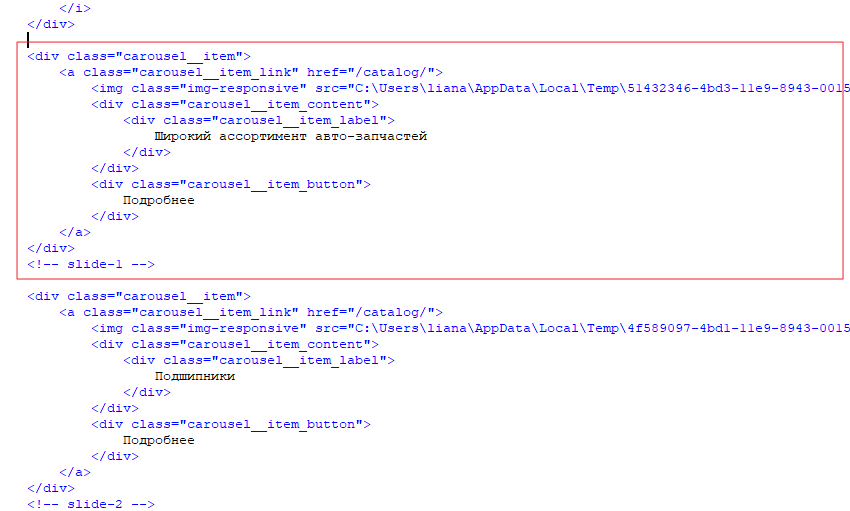 </i>
</div>
<div class="carousel__item">
<a class="carousel__item_link" href="/catalog/">
<img class="img-responsive" src="C:\Users\liana\AppData\Local\Temp\51432346-4bd3-11e9-8943-0015
<div class="carousel__item_content">
<div class="carousel__item_label">
Широкий ассортимент авто-запчастей
</div>
</div>
<div class="carousel__item_button">
Подробнее
</div>
</a>
</div>
<!-- slide-1 -->
<div class="carousel__item">
<a class="carousel__item_link" href="/catalog/">
<img class="img-responsive" src="C:\Users\liana\AppData\Local\Temp\4f589097-4bd1-11e9-8943-0015
<div class="carousel__item_content">
<div class="carousel__item_label">
Подшипники
</div>
</div>
<div class="carousel__item_button">
Подробнее
</div>
</a>
</div>
<!-- slide-2 -->